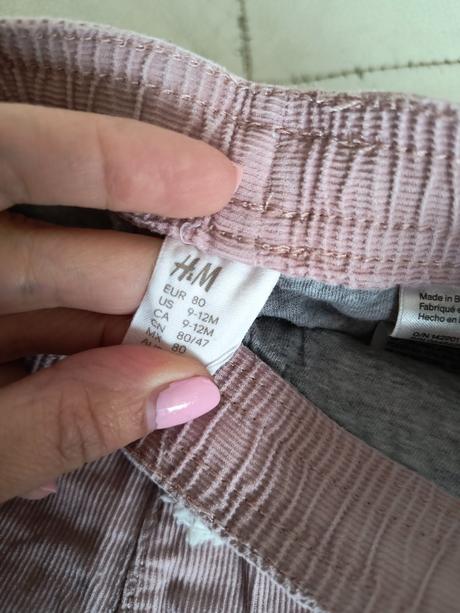 H&M
EUR 80
US 9-12M
CA 9-12M
CN 80/47
MX 80
Made in B
Fabriqué
Hecho en